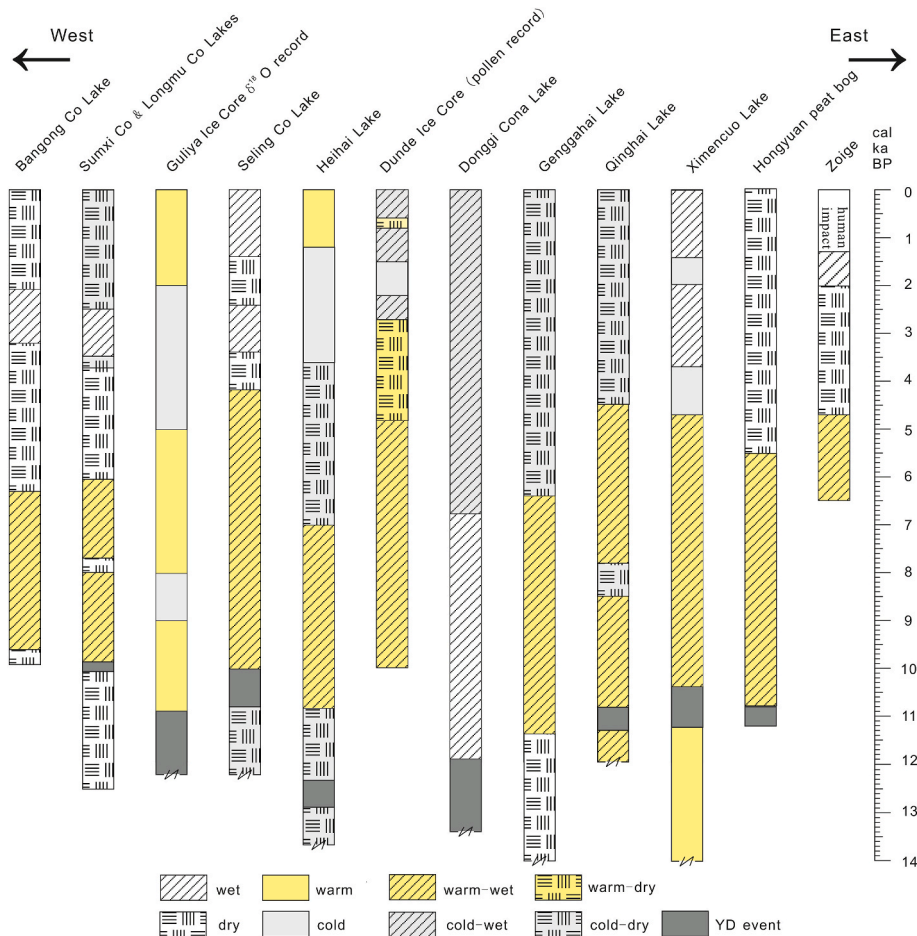 West
East
Bangong Co Lake
Sumxi Co & Longmu Co Lakes
Guliya Ice Core δ¹⁸ O record
Seling Co Lake
Heihai Lake
Dunde Ice Core (pollen record)
Donggi Cona Lake
Genggahai Lake
Qinghai Lake
Ximencuo Lake
Hongyuan peat bog
Zoige
cal
ka
BP
0
1
2
3
4
5
6
7
8
9
10
11
12
13
14
human
impact
wet
warm
warm-wet
warm-dry
dry
cold
cold-wet
cold-dry
YD event